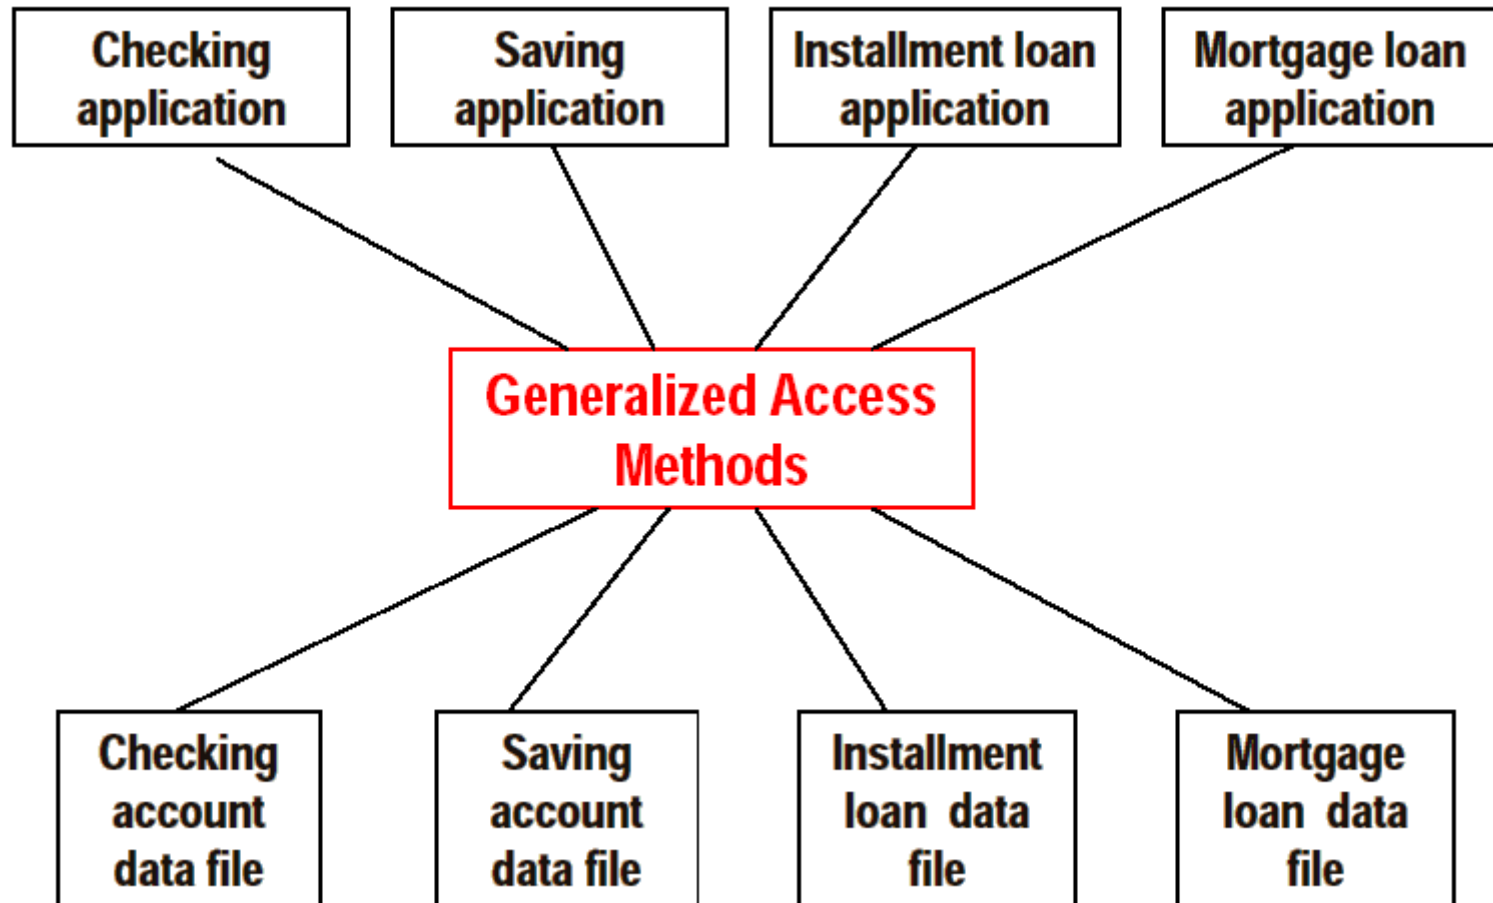 Checking
application
Saving
application
Installment loan
application
Mortgage loan
application
Generalized Access
Methods
Checking
account
data file
Saving
account
data file
Installment
loan data
file
Mortgage
loan data
file